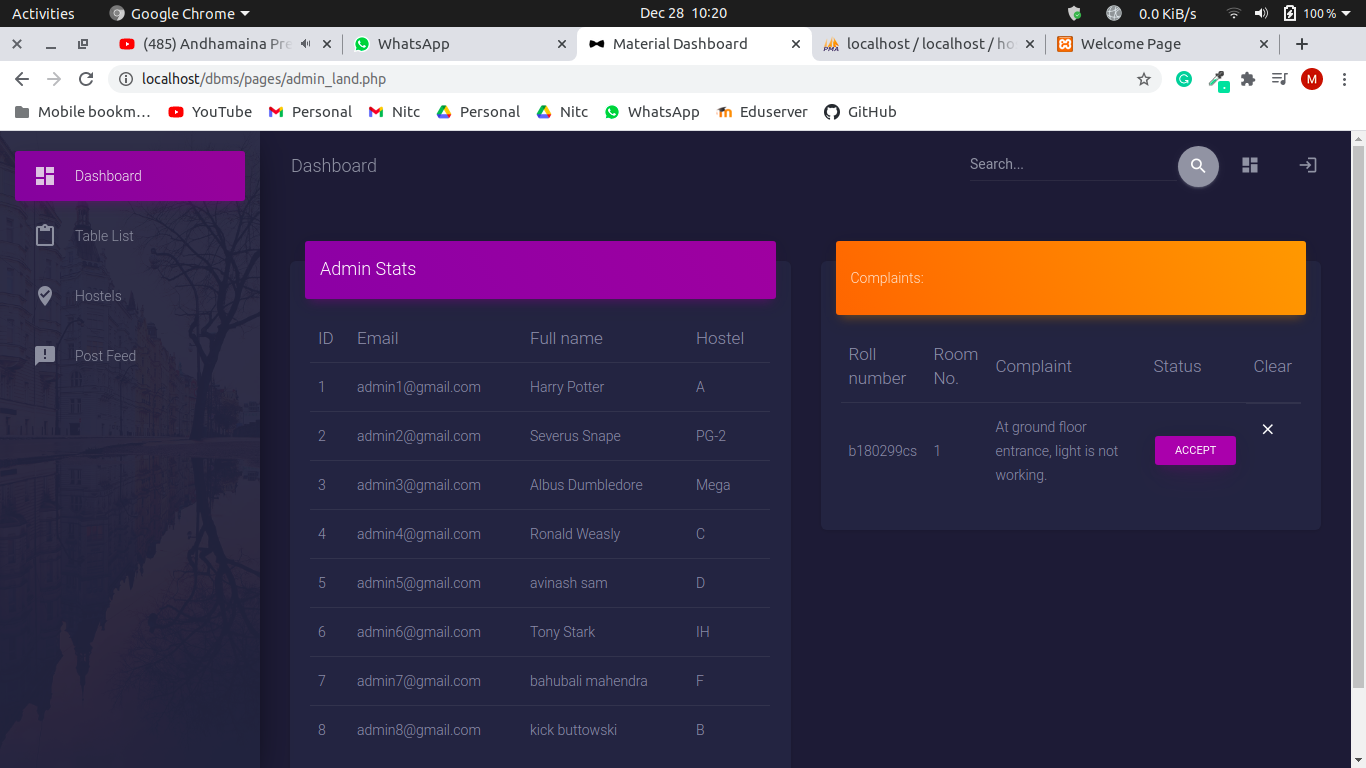 Activities Google Chrome Dec 28 10:20 0.0 KiB/s 100 %
(485) Andhamaina Pre WhatsApp Material Dashboard localhost / localhost / ho Welcome Page
localhost/dbms/pages/admin_land.php M
Mobile bookm… YouTube Personal Nitc Personal Nitc WhatsApp Eduserver GitHub
Dashboard
Table List
Hostels
Post Feed
Dashboard Search...
Admin Stats
ID Email Full name Hostel
1 admin1@gmail.com Harry Potter A
2 admin2@gmail.com Severus Snape PG-2
3 admin3@gmail.com Albus Dumbledore Mega
4 admin4@gmail.com Ronald Weasly C
5 admin5@gmail.com avinash sam D
6 admin6@gmail.com Tony Stark IH
7 admin7@gmail.com bahubali mahendra F
8 admin8@gmail.com kick buttowski B
Complaints:
Roll number Room No. Complaint Status Clear
b180299cs 1 At ground floor
entrance, light is not
working.
ACCEPT